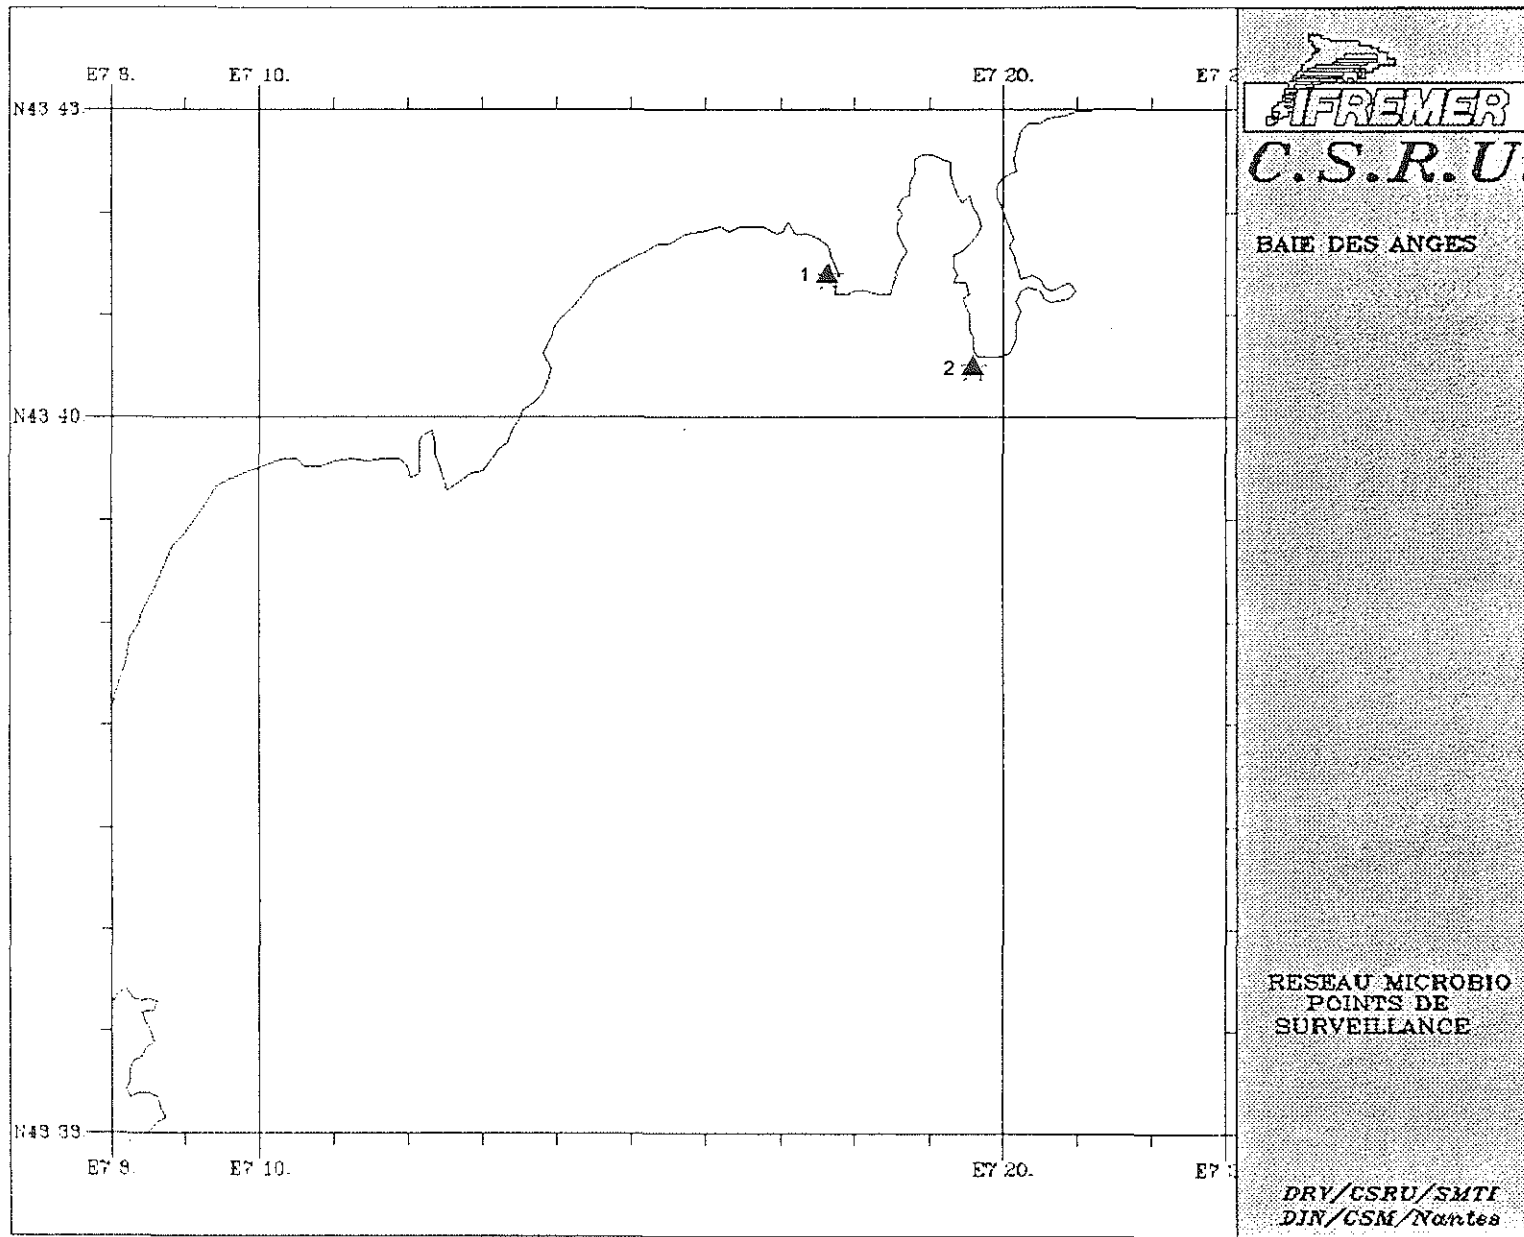 E7 8.
E7 10.
E7 20.
N43 43.
1
2
N43 40
N43 33.
E7 8.
E7 10.
E7 20.
IFREMER
C.S.R.U.
BAIE DES ANGES
RESEAU MICROBIO
POINTS DE
SURVEILLANCE
DRV/CSRU/SMTI
DIN/CSM/Nantes